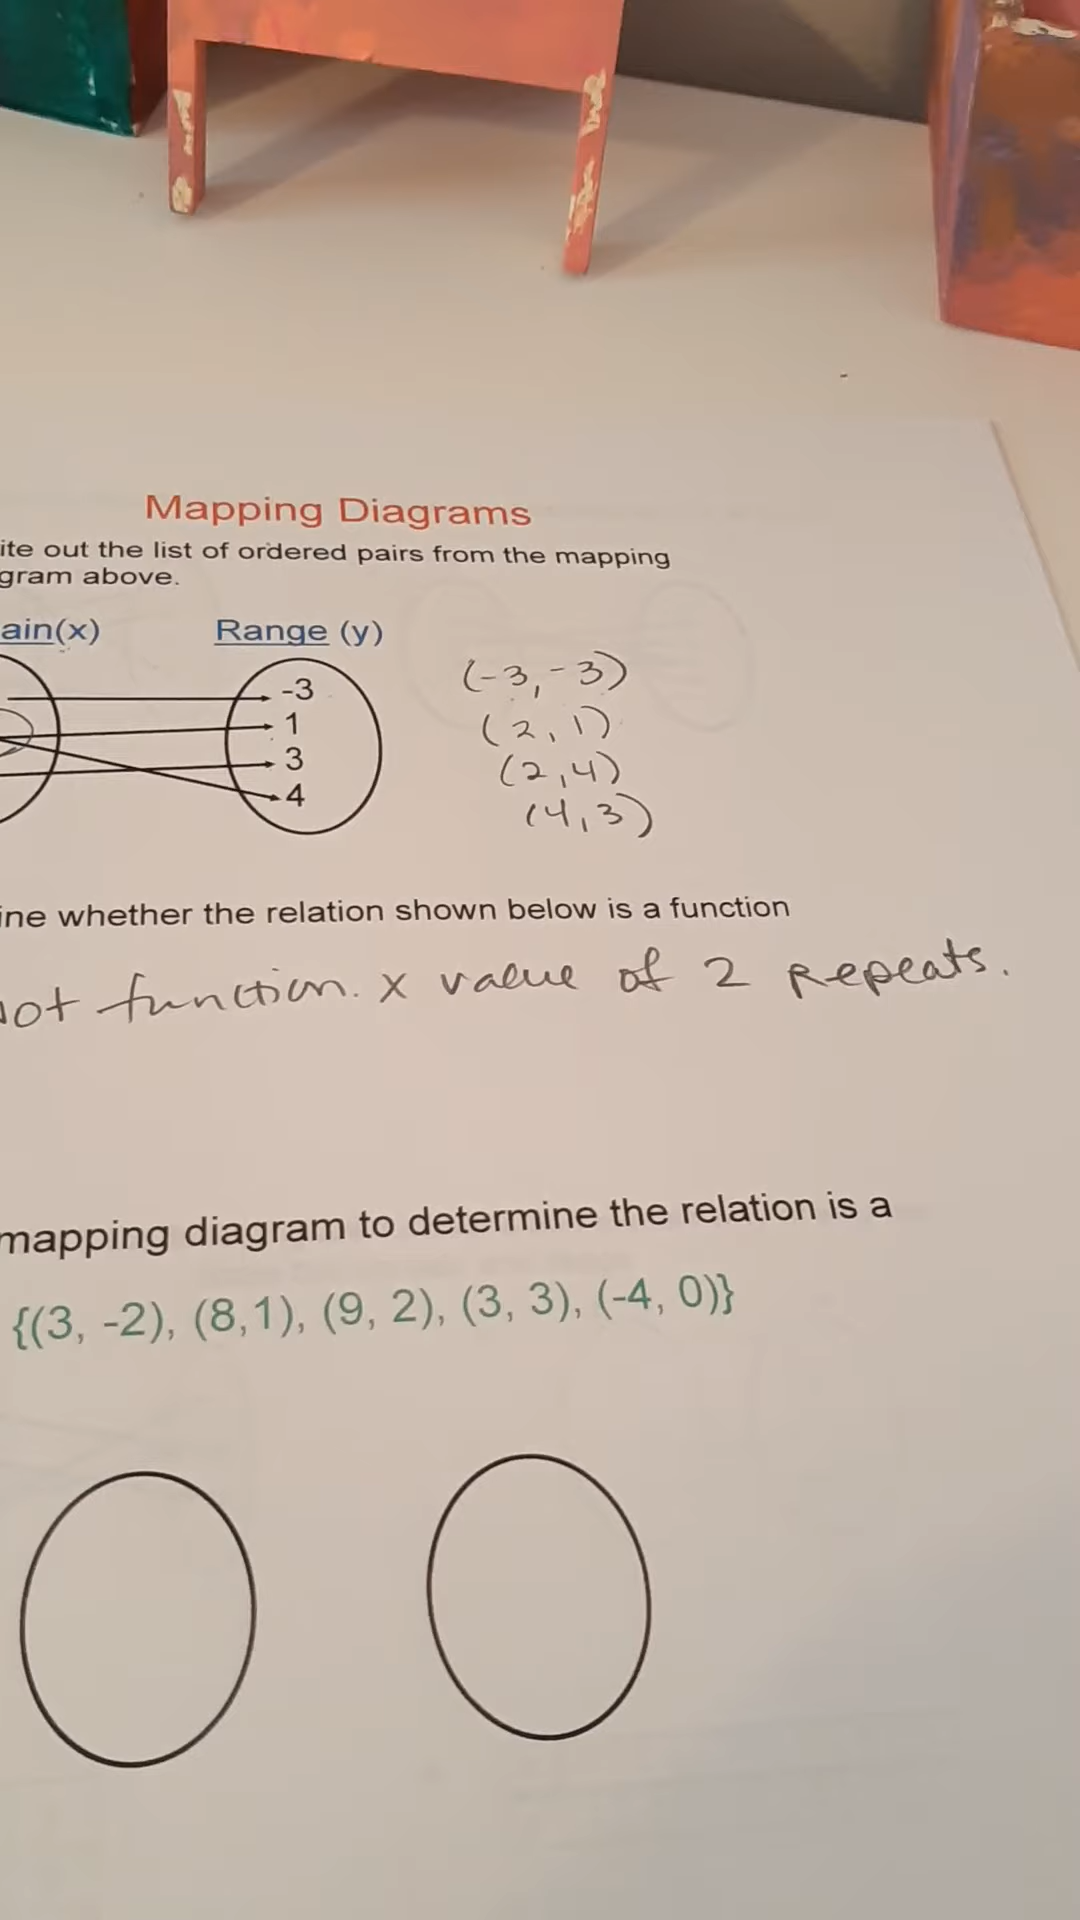 Mapping Diagrams
ite out the list of ordered pairs from the mapping
gram above.
ain(x) Range (y)
-3
1
3
4
(-3,-3)
(2,1)
(2,4)
(4,3)
ine whether the relation shown below is a function
Not function. x value of 2 Repeats.
mapping diagram to determine the relation is a
{(3, -2), (8,1), (9, 2), (3, 3), (-4, 0)}